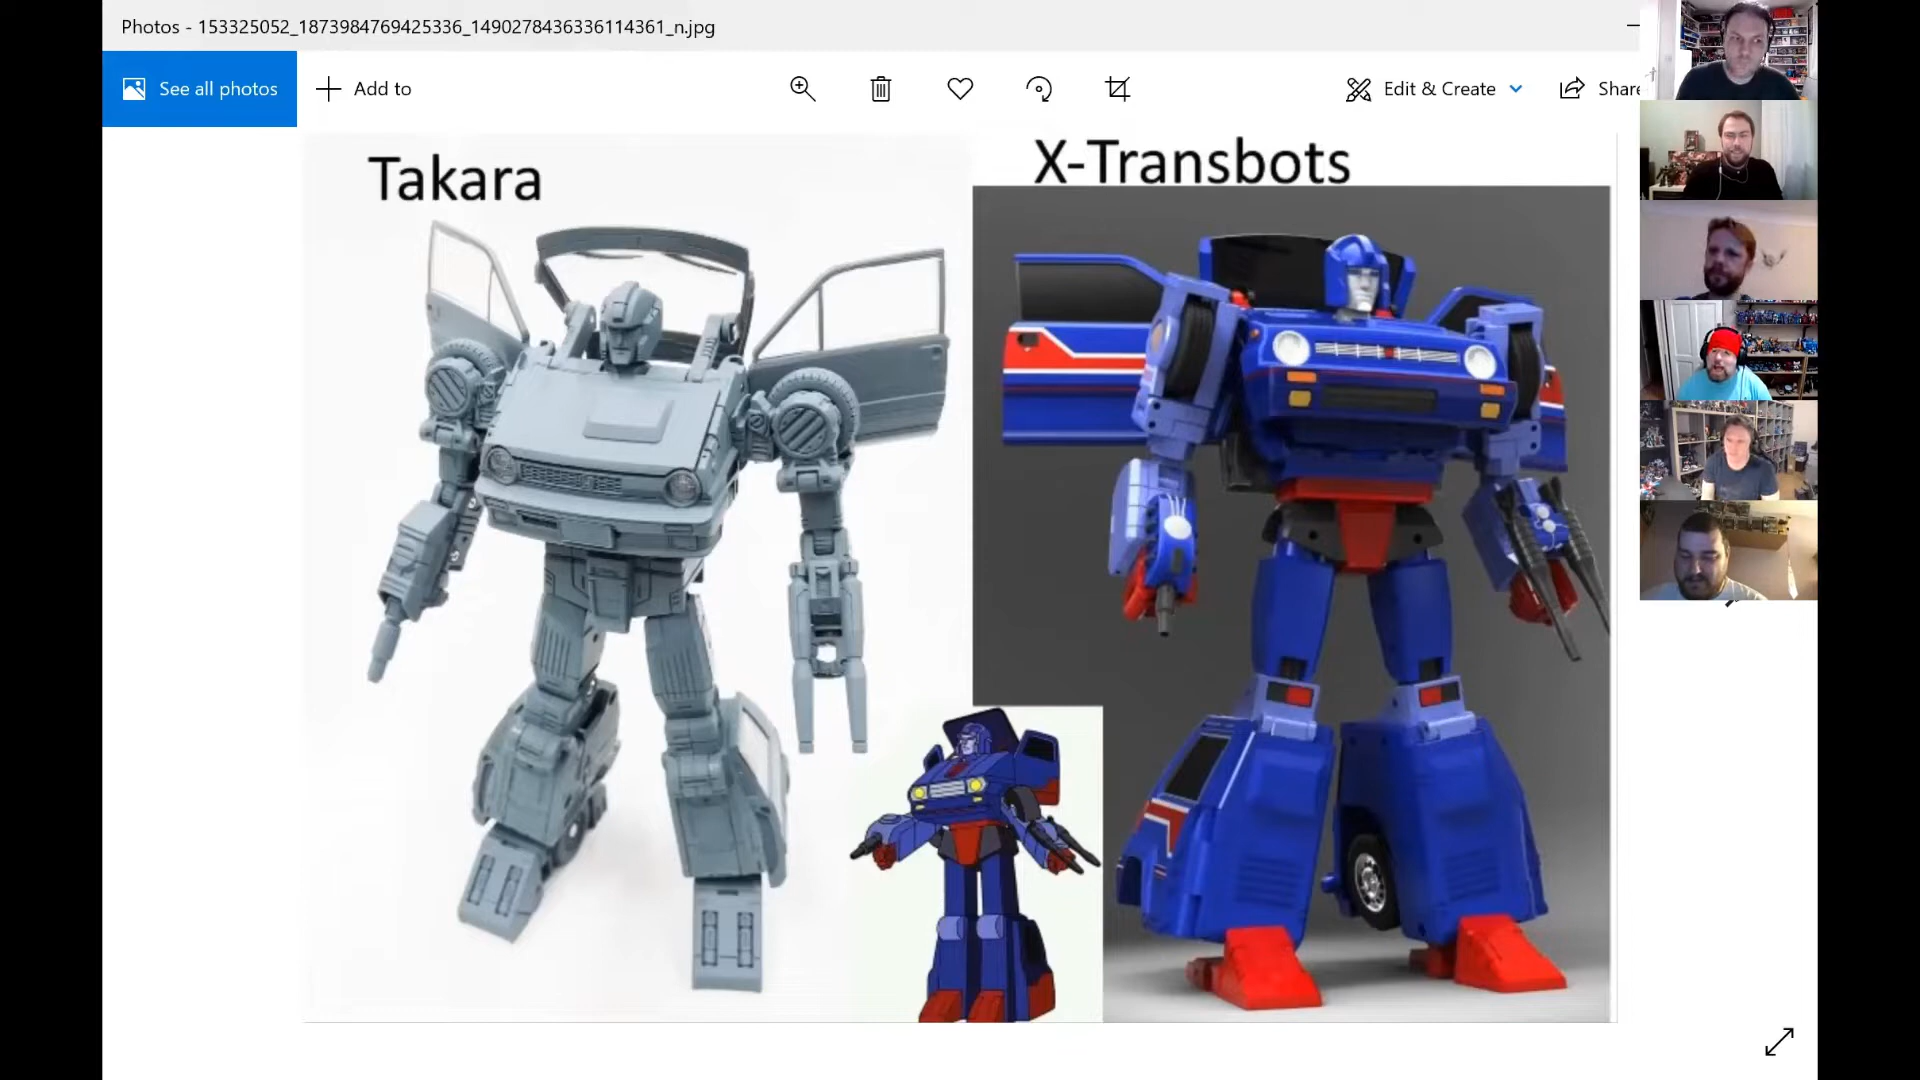 Photos - 153325052_1873984769425336_1490278436336114361_n.jpg
See all photos
Add to
Edit & Create
Share
Takara
X-Transbots